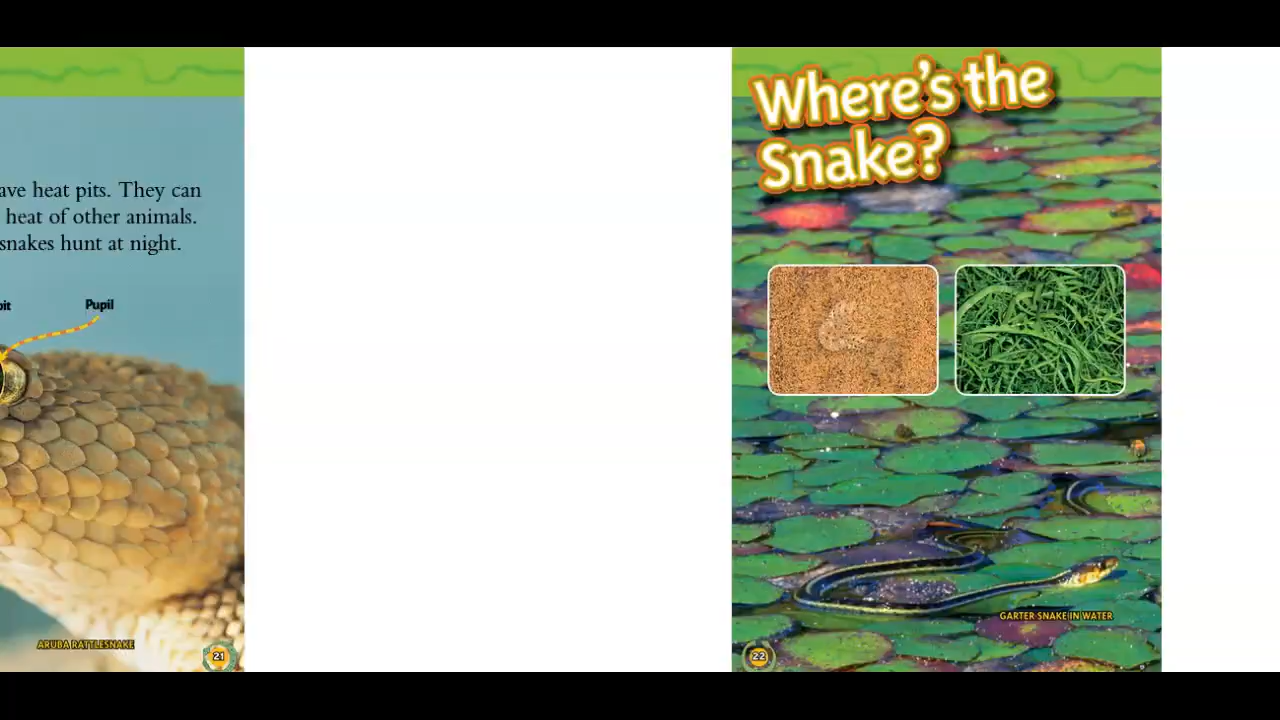 ave heat pits. They can
heat of other animals.
snakes hunt at night.
pit
Pupil
ARUBA RATTLESNAKE
21
Where's the
Snake?
GARTER SNAKE IN WATER
22